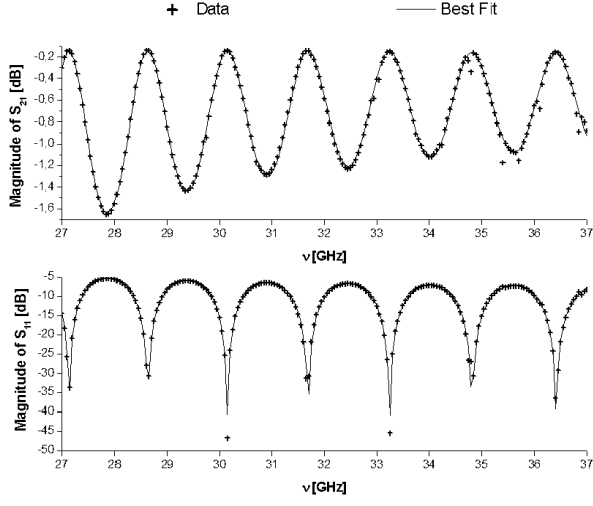 + Data — Best Fit
Magnitude of S21 [dB]
-0,2
-0,4
-0,6
-0,8
-1,0
-1,2
-1,4
-1,6
27 28 29 30 31 32 33 34 35 36 37
ν[GHz]
Magnitude of S11 [dB]
-5
-10
-15
-20
-25
-30
-35
-40
-45
-50
27 28 29 30 31 32 33 34 35 36 37
ν[GHz]